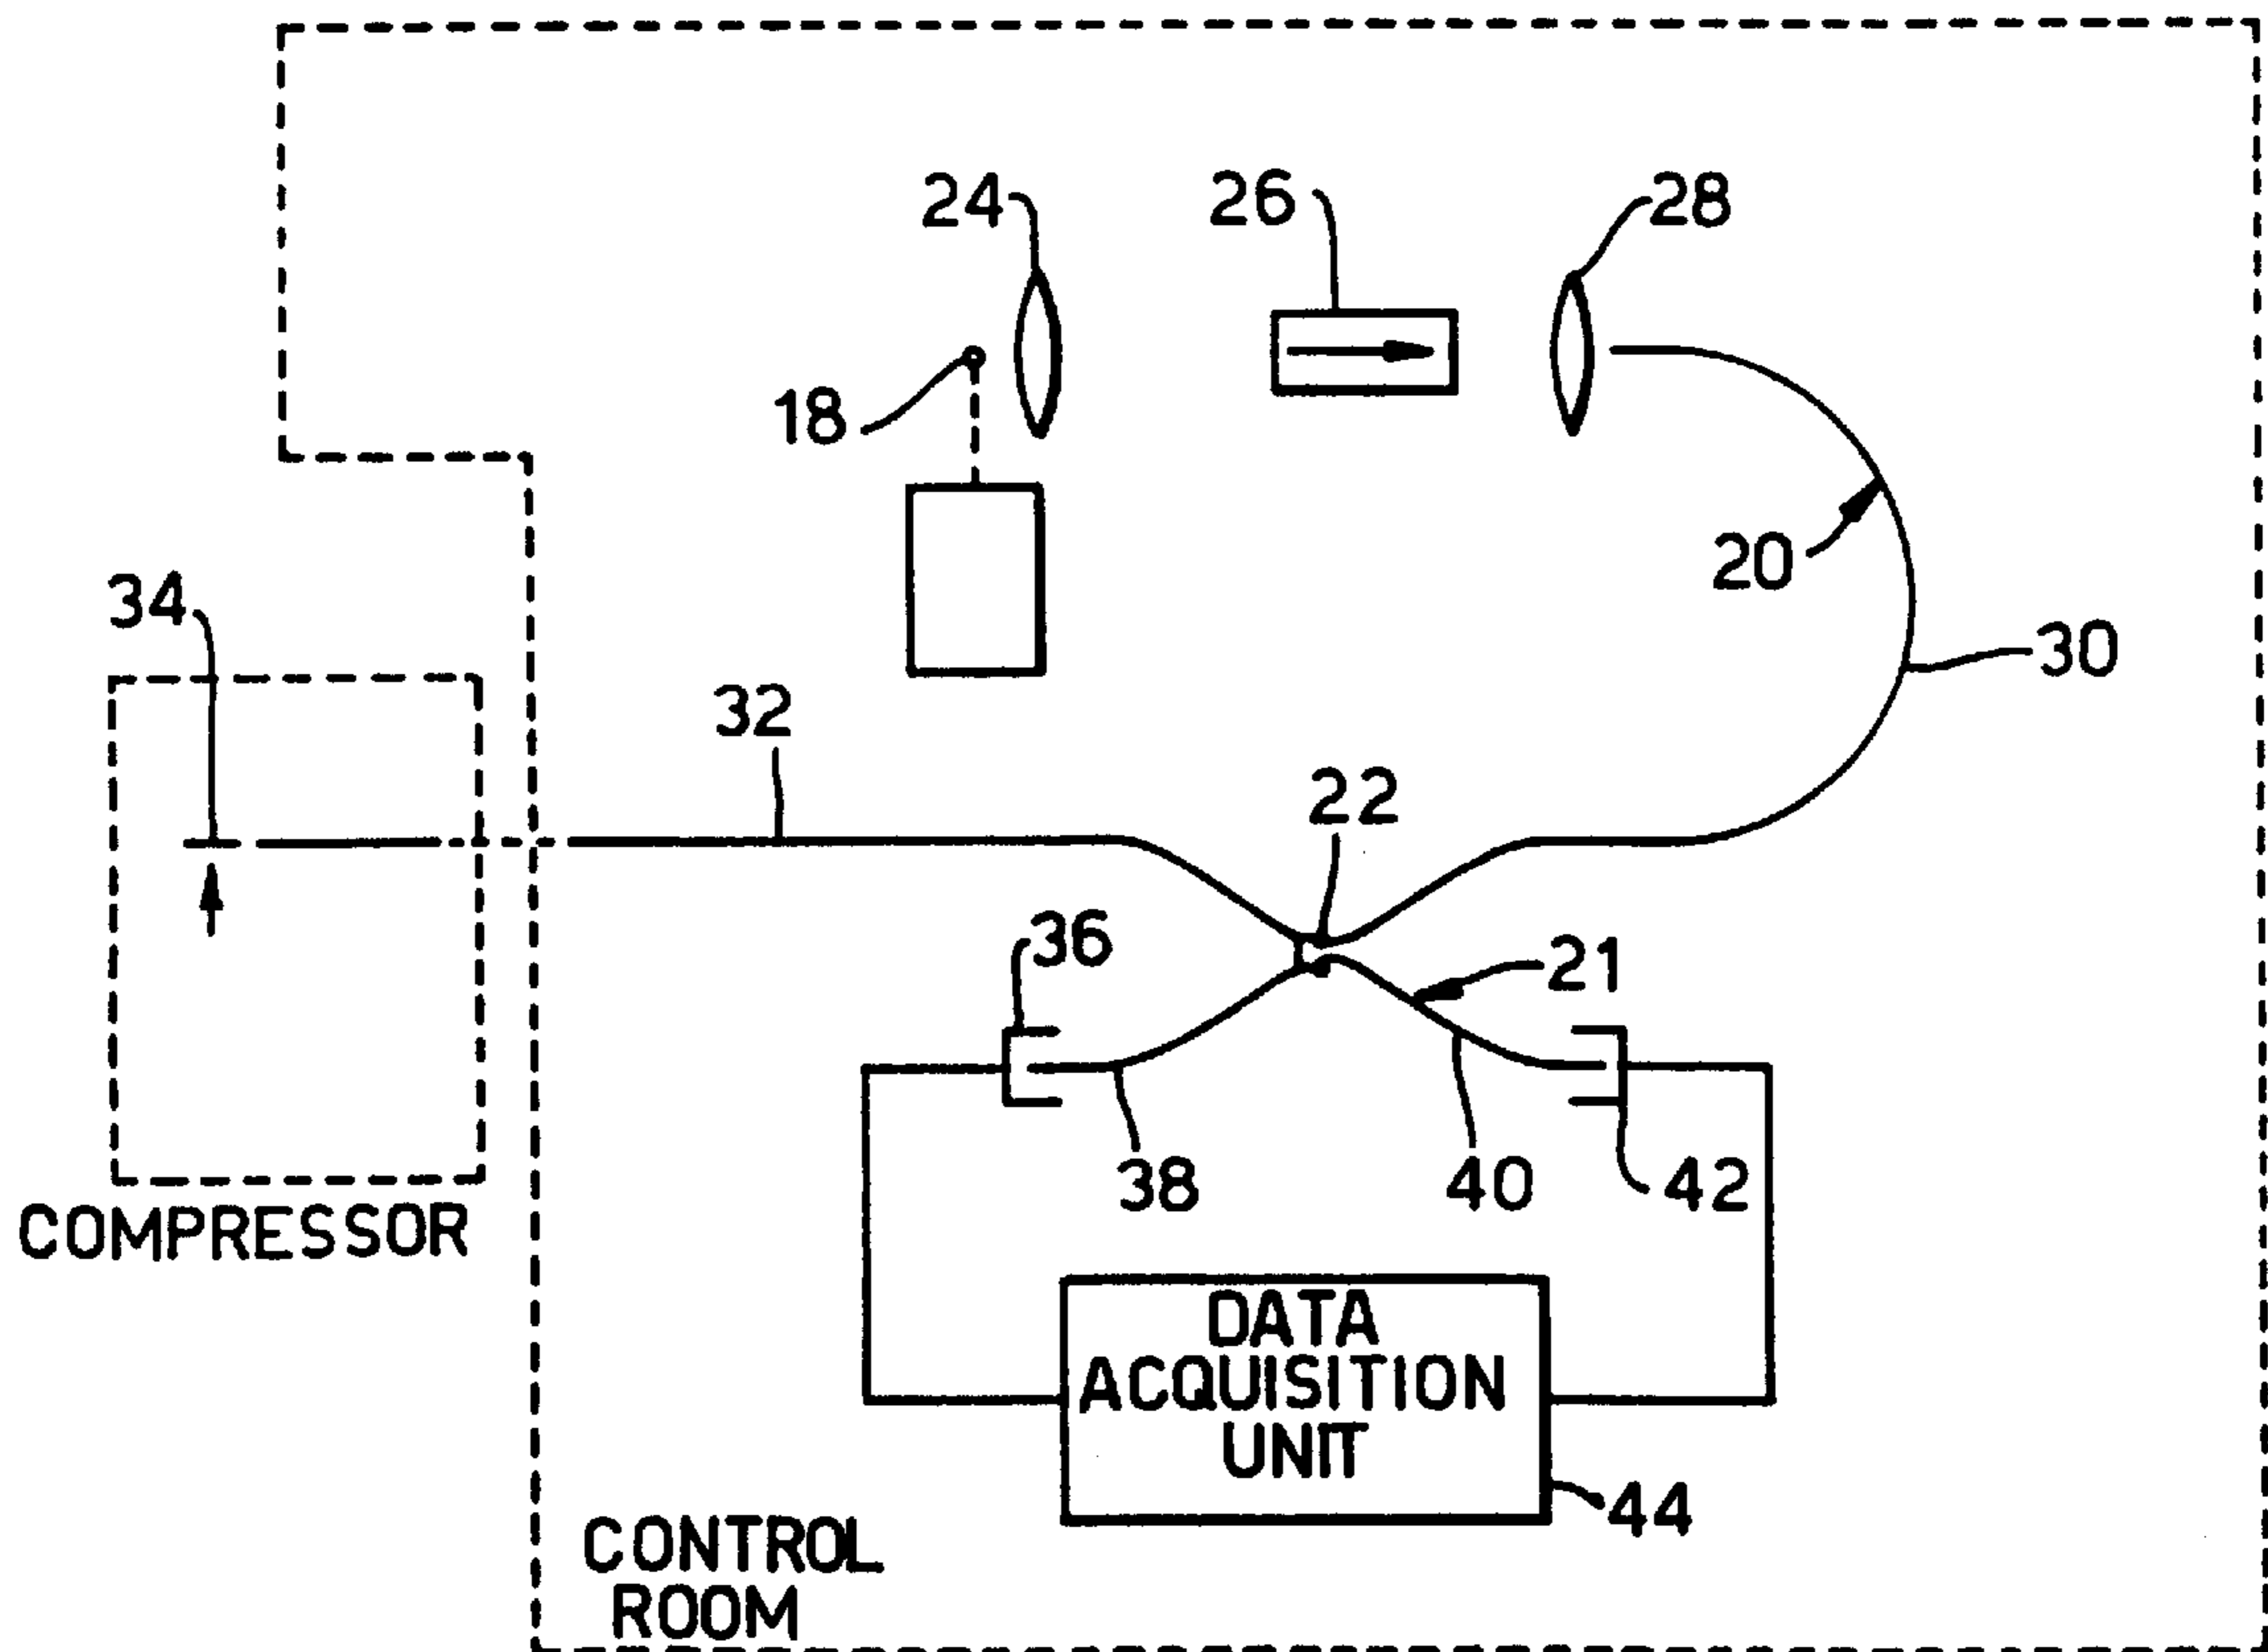 24
26
28
18
20
34
30
32
22
36
21
38
40
42
COMPRESSOR
DATA
ACQUISITION
UNIT
44
CONTROL
ROOM